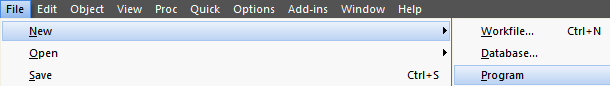 File Edit Object View Proc Quick Options Add-ins Window Help
New Workfile... Ctrl+N
Open Database...
Save Ctrl+S Program